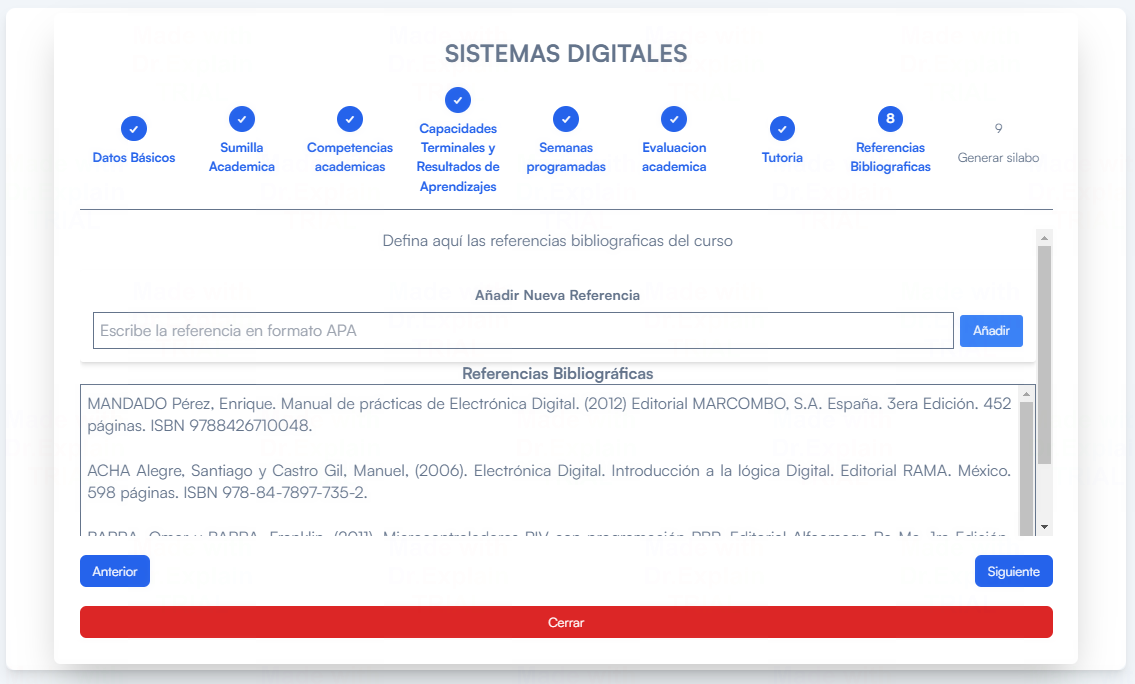 SISTEMAS DIGITALES
Datos Básicos
Sumilla
Academica
Competencias
academicas
Capacidades
Terminales y
Resultados de
Aprendizajes
Semanas
programadas
Evaluacion
academica
Tutoria
8
Referencias
Bibliograficas
9
Generar silabo
Defina aquí las referencias bibliograficas del curso
Añadir Nueva Referencia
Escribe la referencia en formato APA
Añadir
Referencias Bibliográficas
MANDADO Pérez, Enrique. Manual de prácticas de Electrónica Digital. (2012) Editorial MARCOMBO, S.A. España. 3era Edición. 452
páginas. ISBN 9788426710048.
ACHA Alegre, Santiago y Castro Gil, Manuel, (2006). Electrónica Digital. Introducción a la lógica Digital. Editorial RAMA. México.
598 páginas. ISBN 978-84-7897-735-2.
Anterior
Siguiente
Cerrar